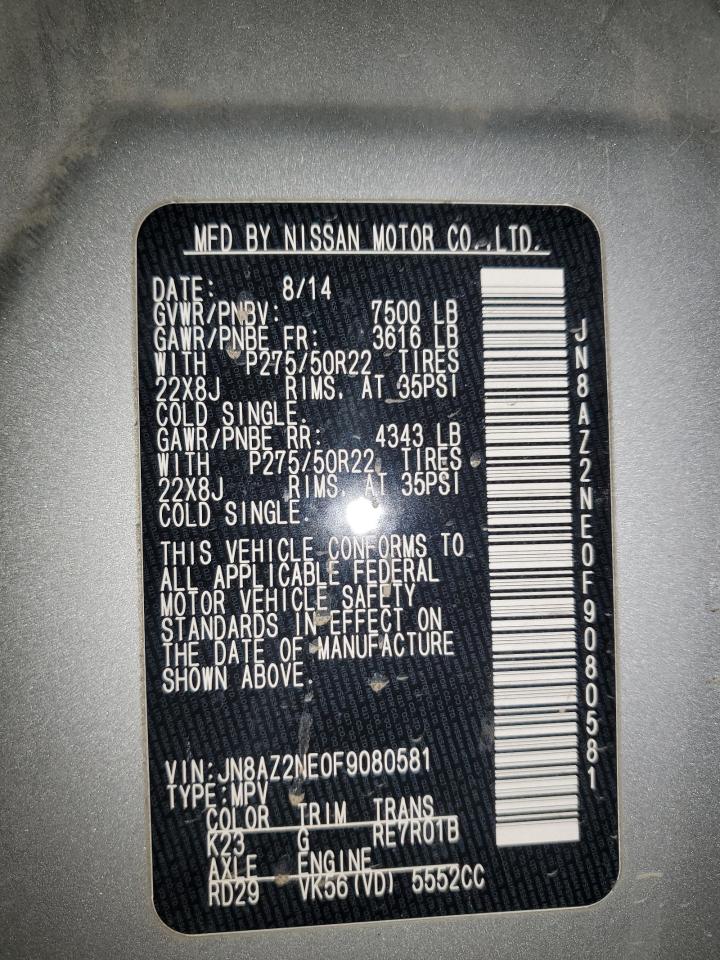 MFD BY NISSAN MOTOR CO.,LTD.
DATE: 8/14
GVWR/PNBV: 7500 LB
GAWR/PNBE FR: 3616 LB
WITH P275/50R22 TIRES
22X8J RIMS, AT 35PSI
COLD SINGLE.
GAWR/PNBE RR: 4343 LB
WITH P275/50R22 TIRES
22X8J RIMS, AT 35PSI
COLD SINGLE.
THIS VEHICLE CONFORMS TO
ALL APPLICABLE FEDERAL
MOTOR VEHICLE SAFETY
STANDARDS IN EFFECT ON
THE DATE OF MANUFACTURE
SHOWN ABOVE.
VIN:JN8AZ2NE0F9080581
TYPE:MPV
COLOR TRIM TRANS
K23 G RE7R01B
AXLE ENGINE
RD29 VK56(VD) 5552CC
JN8AZ2NE0F9080581